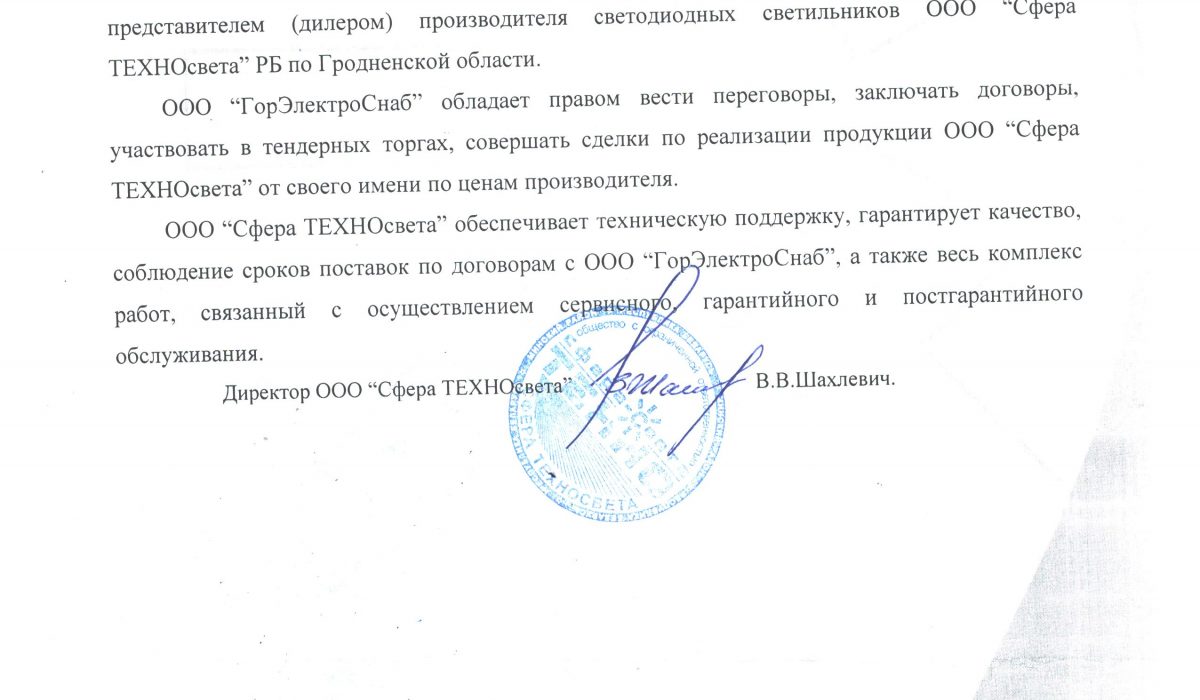 представителем (дилером) производителя светодиодных светильников ООО “Сфера
ТЕХНОсвета” РБ по Гродненской области.
ООО “ГорЭлектроСнаб” обладает правом вести переговоры, заключать договоры,
участвовать в тендерных торгах, совершать сделки по реализации продукции ООО “Сфера
ТЕХНОсвета” от своего имени по ценам производителя.
ООО “Сфера ТЕХНОсвета” обеспечивает техническую поддержку, гарантирует качество,
соблюдение сроков поставок по договорам с ООО “ГорЭлектроСнаб”, а также весь комплекс
работ, связанный с осуществлением сервисного, гарантийного и постгарантийного
обслуживания.
Директор ООО “Сфера ТЕХНОсвета” В.В.Шахлевич.
общество с ограниченной ответственностью
СФЕРА ТЕХНОСВЕТА